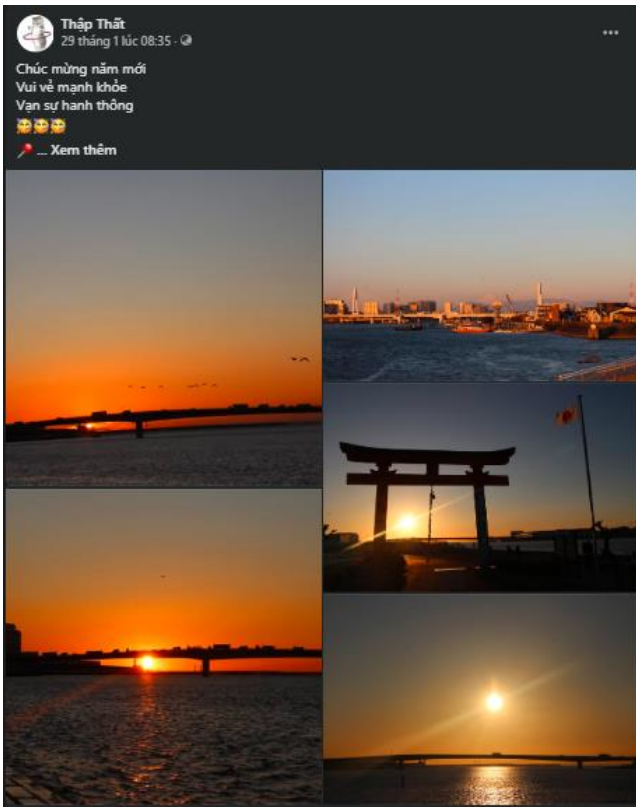 Thập Thất
29 tháng 1 lúc 08:35 ·
Chúc mừng năm mới
Vui vẻ mạnh khỏe
Vạn sự hanh thông
🥳🥳🥳
📍 ... Xem thêm